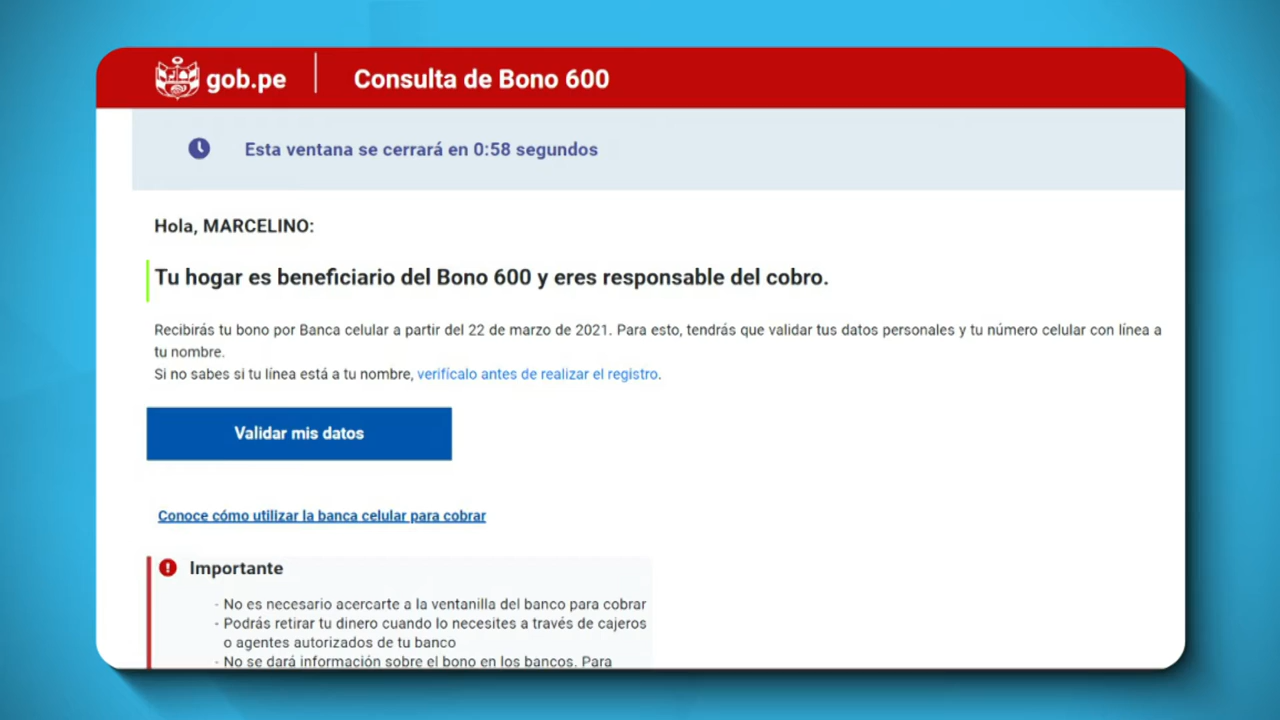 gob.pe
Consulta de Bono 600
Esta ventana se cerrará en 0:58 segundos
Hola, MARCELINO:
Tu hogar es beneficiario del Bono 600 y eres responsable del cobro.
Recibirás tu bono por Banca celular a partir del 22 de marzo de 2021. Para esto, tendrás que validar tus datos personales y tu número celular con línea a
tu nombre.
Si no sabes si tu línea está a tu nombre, verifícalo antes de realizar el registro.
Validar mis datos
Conoce cómo utilizar la banca celular para cobrar
Importante
- No es necesario acercarte a la ventanilla del banco para cobrar
- Podrás retirar tu dinero cuando lo necesites a través de cajeros
o agentes autorizados de tu banco
- No se dará información sobre el bono en los bancos. Para